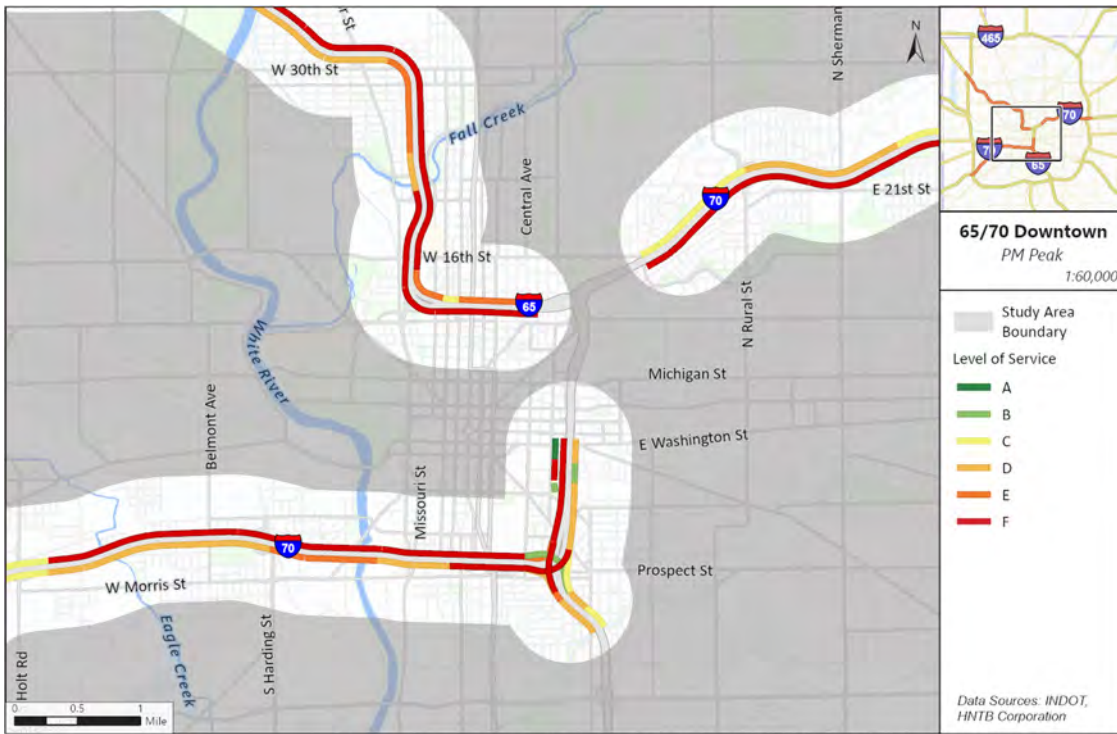 r St
W 30th St
Fall Creek
Central Ave
N Sherman
N
70
E 21st St
W 16th St
65
N Rural St
White River
Michigan St
Belmont Ave
E Washington St
Missouri St
70
Prospect St
W Morris St
Eagle Creek
S Harding St
Holt Rd
0 0.5 1
Mile
465
70
65
65/70 Downtown
PM Peak
1:60,000
Study Area
Boundary
Level of Service
A
B
C
D
E
F
Data Sources: INDOT,
HNTB Corporation